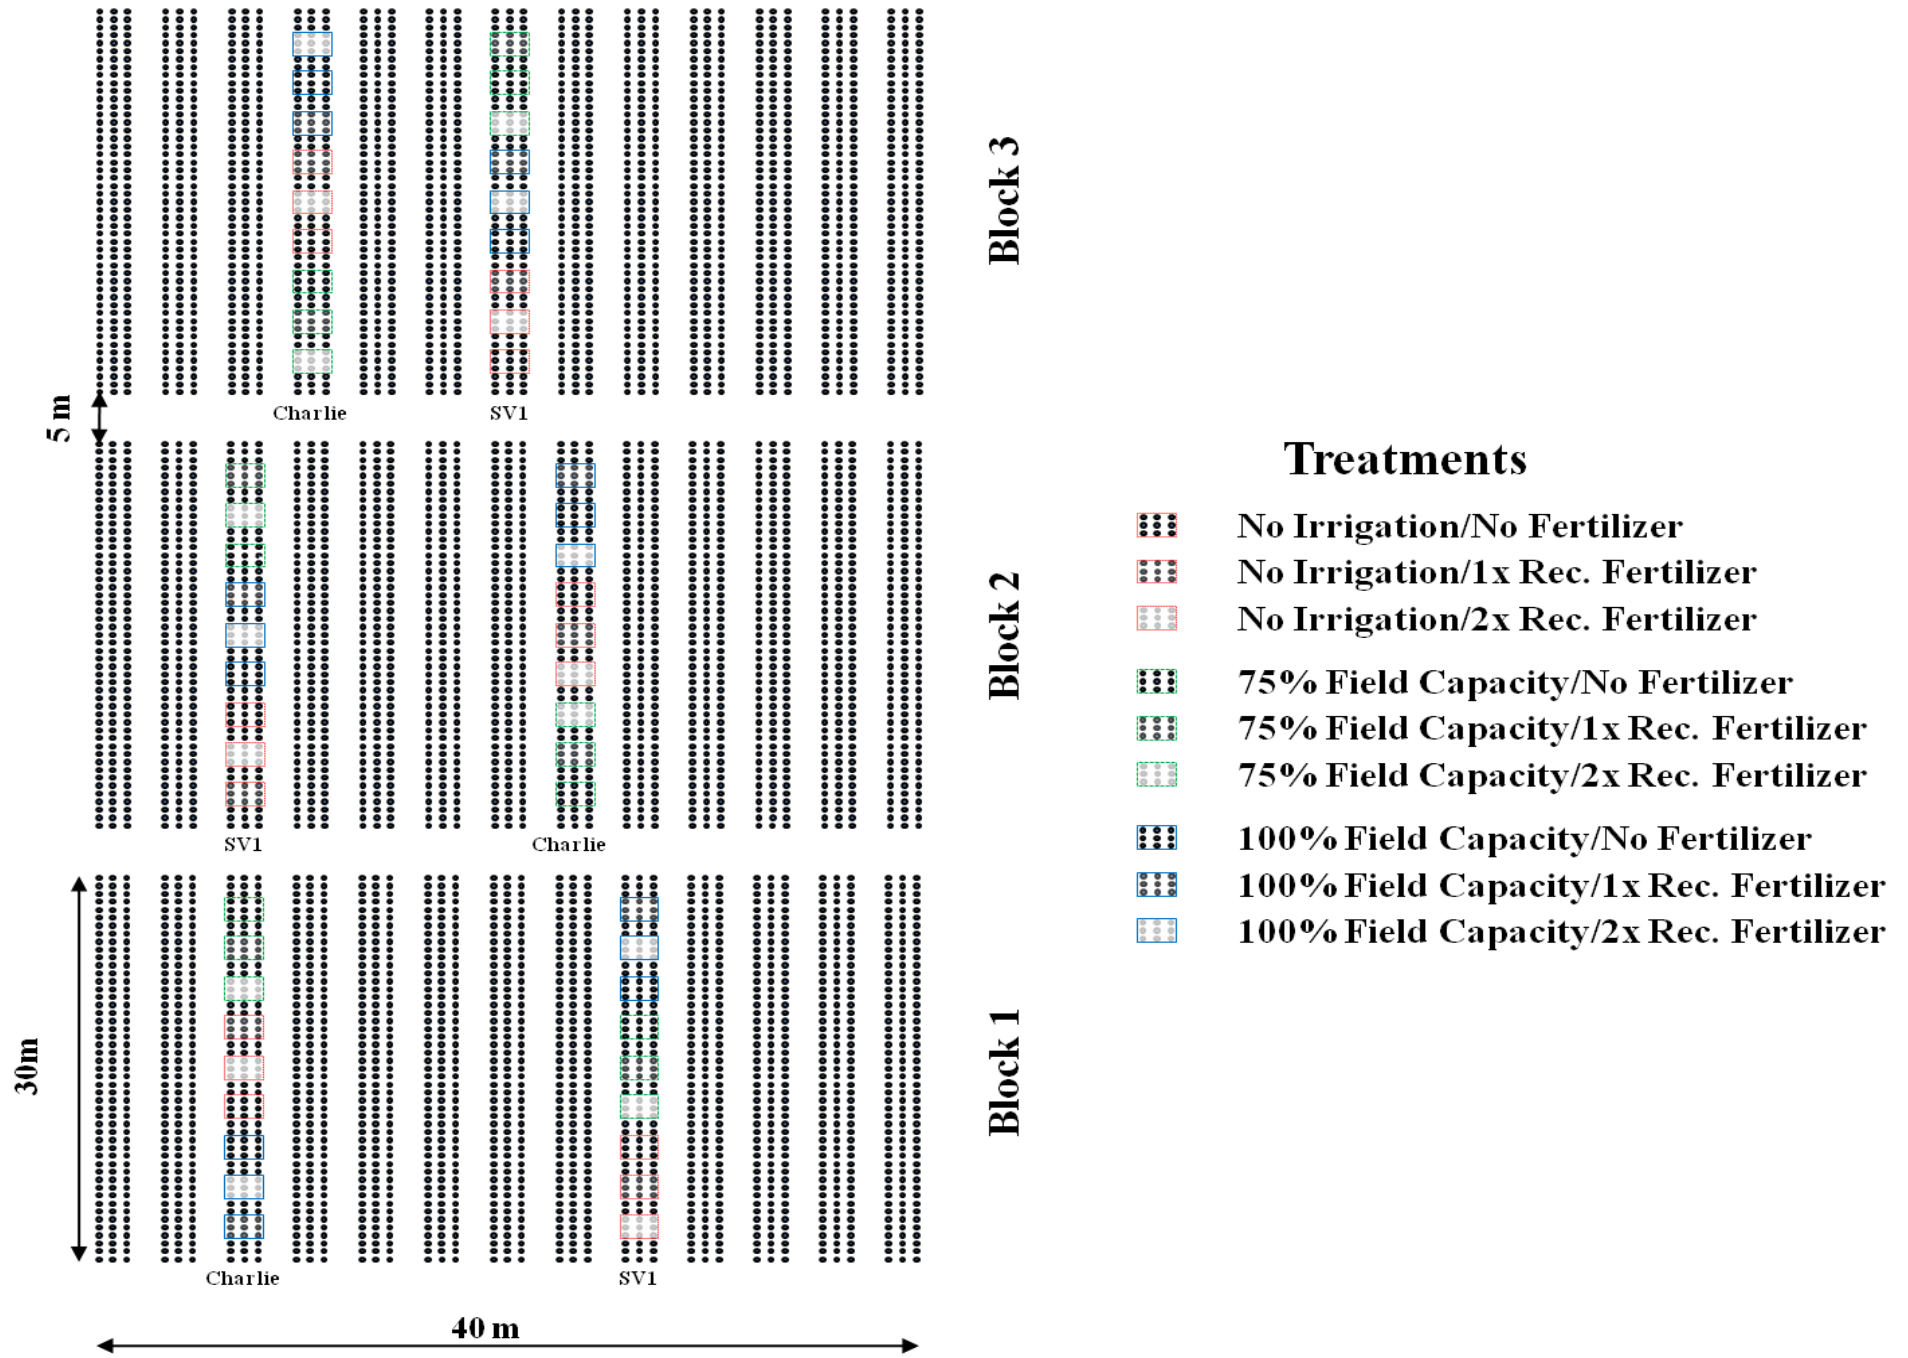 Block 3
5 m
Charlie
SV1
Treatments
No Irrigation/No Fertilizer
No Irrigation/1x Rec. Fertilizer
No Irrigation/2x Rec. Fertilizer
75% Field Capacity/No Fertilizer
75% Field Capacity/1x Rec. Fertilizer
75% Field Capacity/2x Rec. Fertilizer
100% Field Capacity/No Fertilizer
100% Field Capacity/1x Rec. Fertilizer
100% Field Capacity/2x Rec. Fertilizer
Block 2
SV1
Charlie
Block 1
30m
Charlie
SV1
40 m